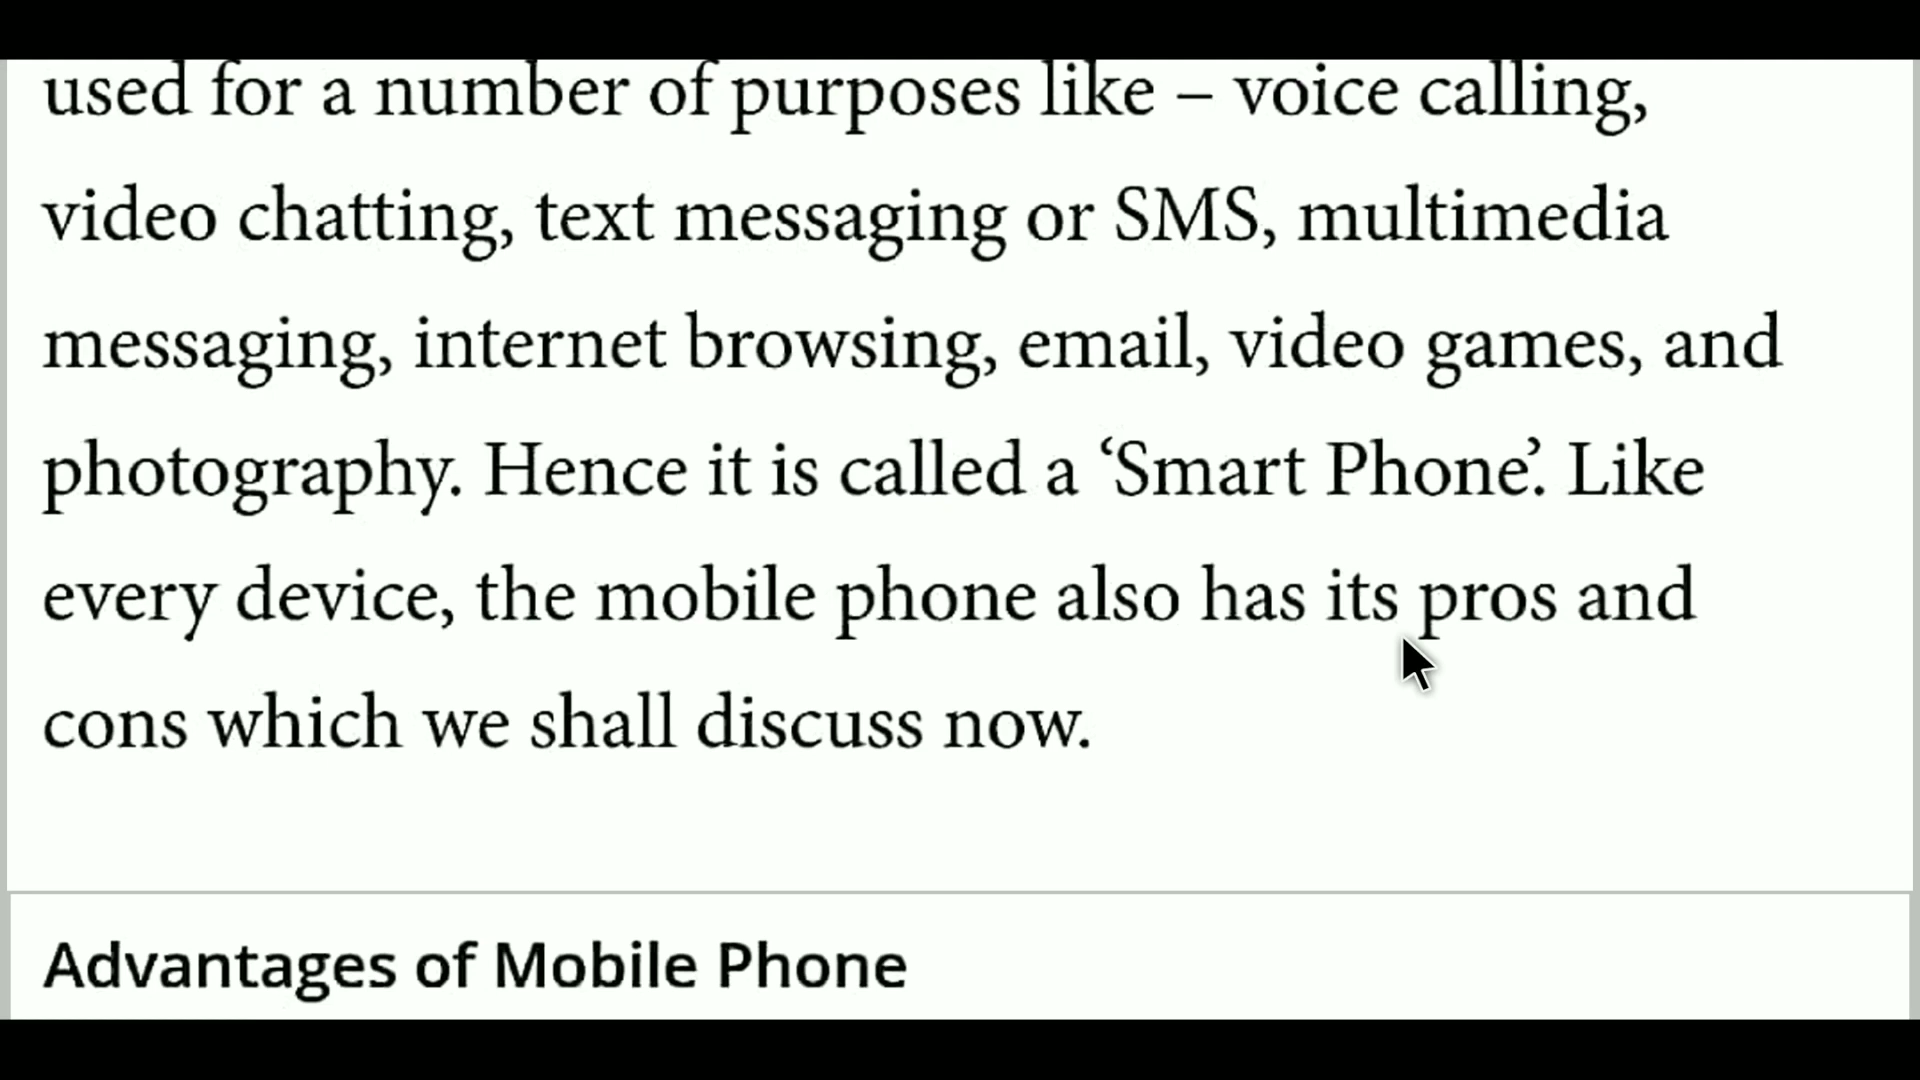 used for a number of purposes like – voice calling,
video chatting, text messaging or SMS, multimedia
messaging, internet browsing, email, video games, and
photography. Hence it is called a ‘Smart Phone’. Like
every device, the mobile phone also has its pros and
cons which we shall discuss now.
Advantages of Mobile Phone